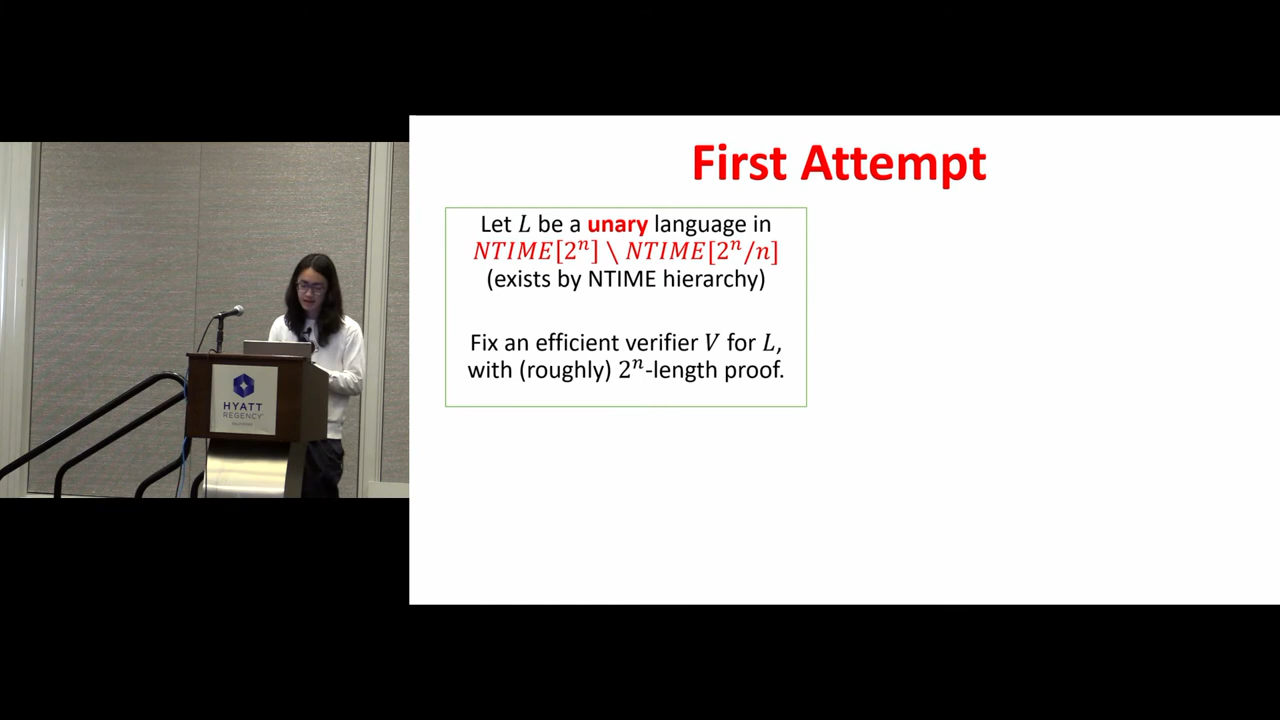 First Attempt
Let L be a unary language in
NTIME[2ⁿ] \ NTIME[2ⁿ/n]
(exists by NTIME hierarchy)
Fix an efficient verifier V for L,
with (roughly) 2ⁿ-length proof.
HYATT
REGENCY